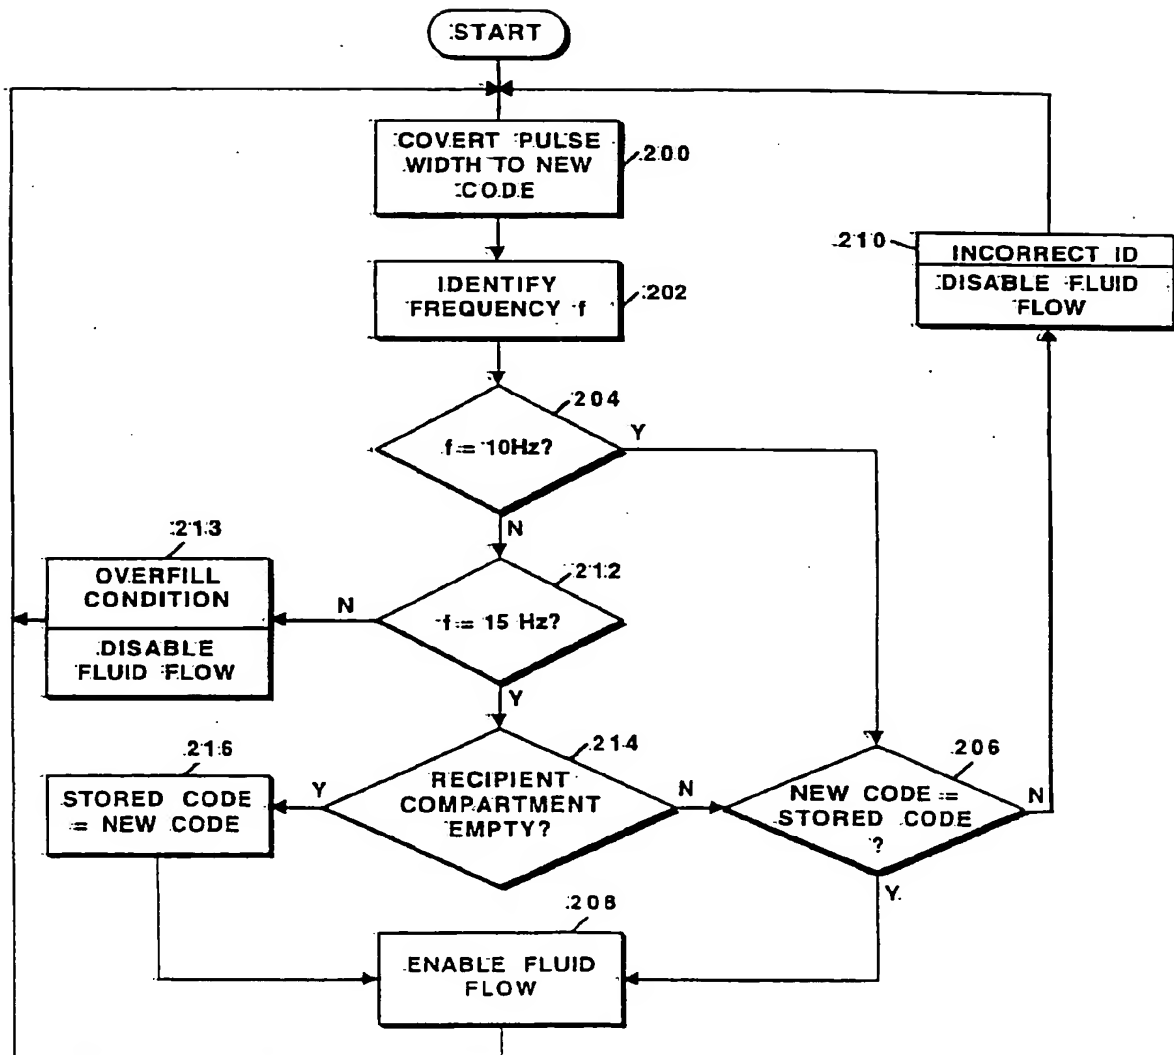 START
COVERT PULSE
WIDTH TO NEW
CODE
200
IDENTIFY
FREQUENCY f
202
210
INCORRECT ID
DISABLE FLUID
FLOW
204
f = 10Hz?
Y
N
213
OVERFILL
CONDITION
DISABLE
FLUID FLOW
N
212
f = 15 Hz?
Y
216
STORED CODE
= NEW CODE
Y
214
RECIPIENT
COMPARTMENT
EMPTY?
N
206
NEW CODE =
STORED CODE
?
N
Y
208
ENABLE FLUID
FLOW